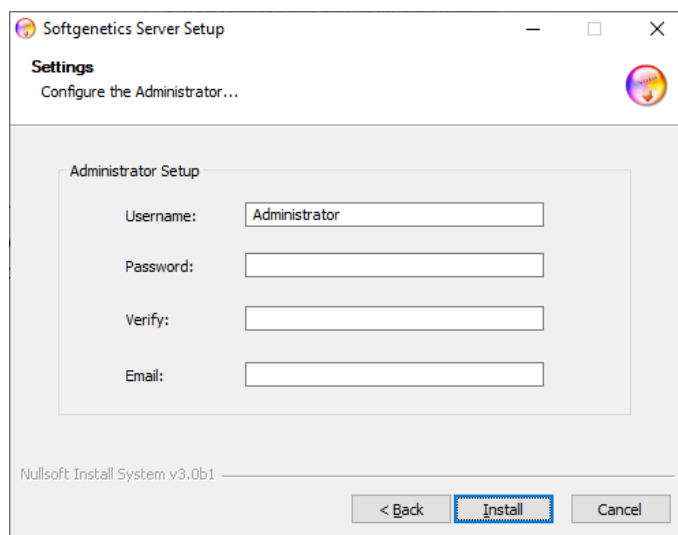 Softgenetics Server Setup
Settings
Configure the Administrator...
Administrator Setup
Username: Administrator
Password:
Verify:
Email:
Nullsoft Install System v3.0b1
< Back Install Cancel